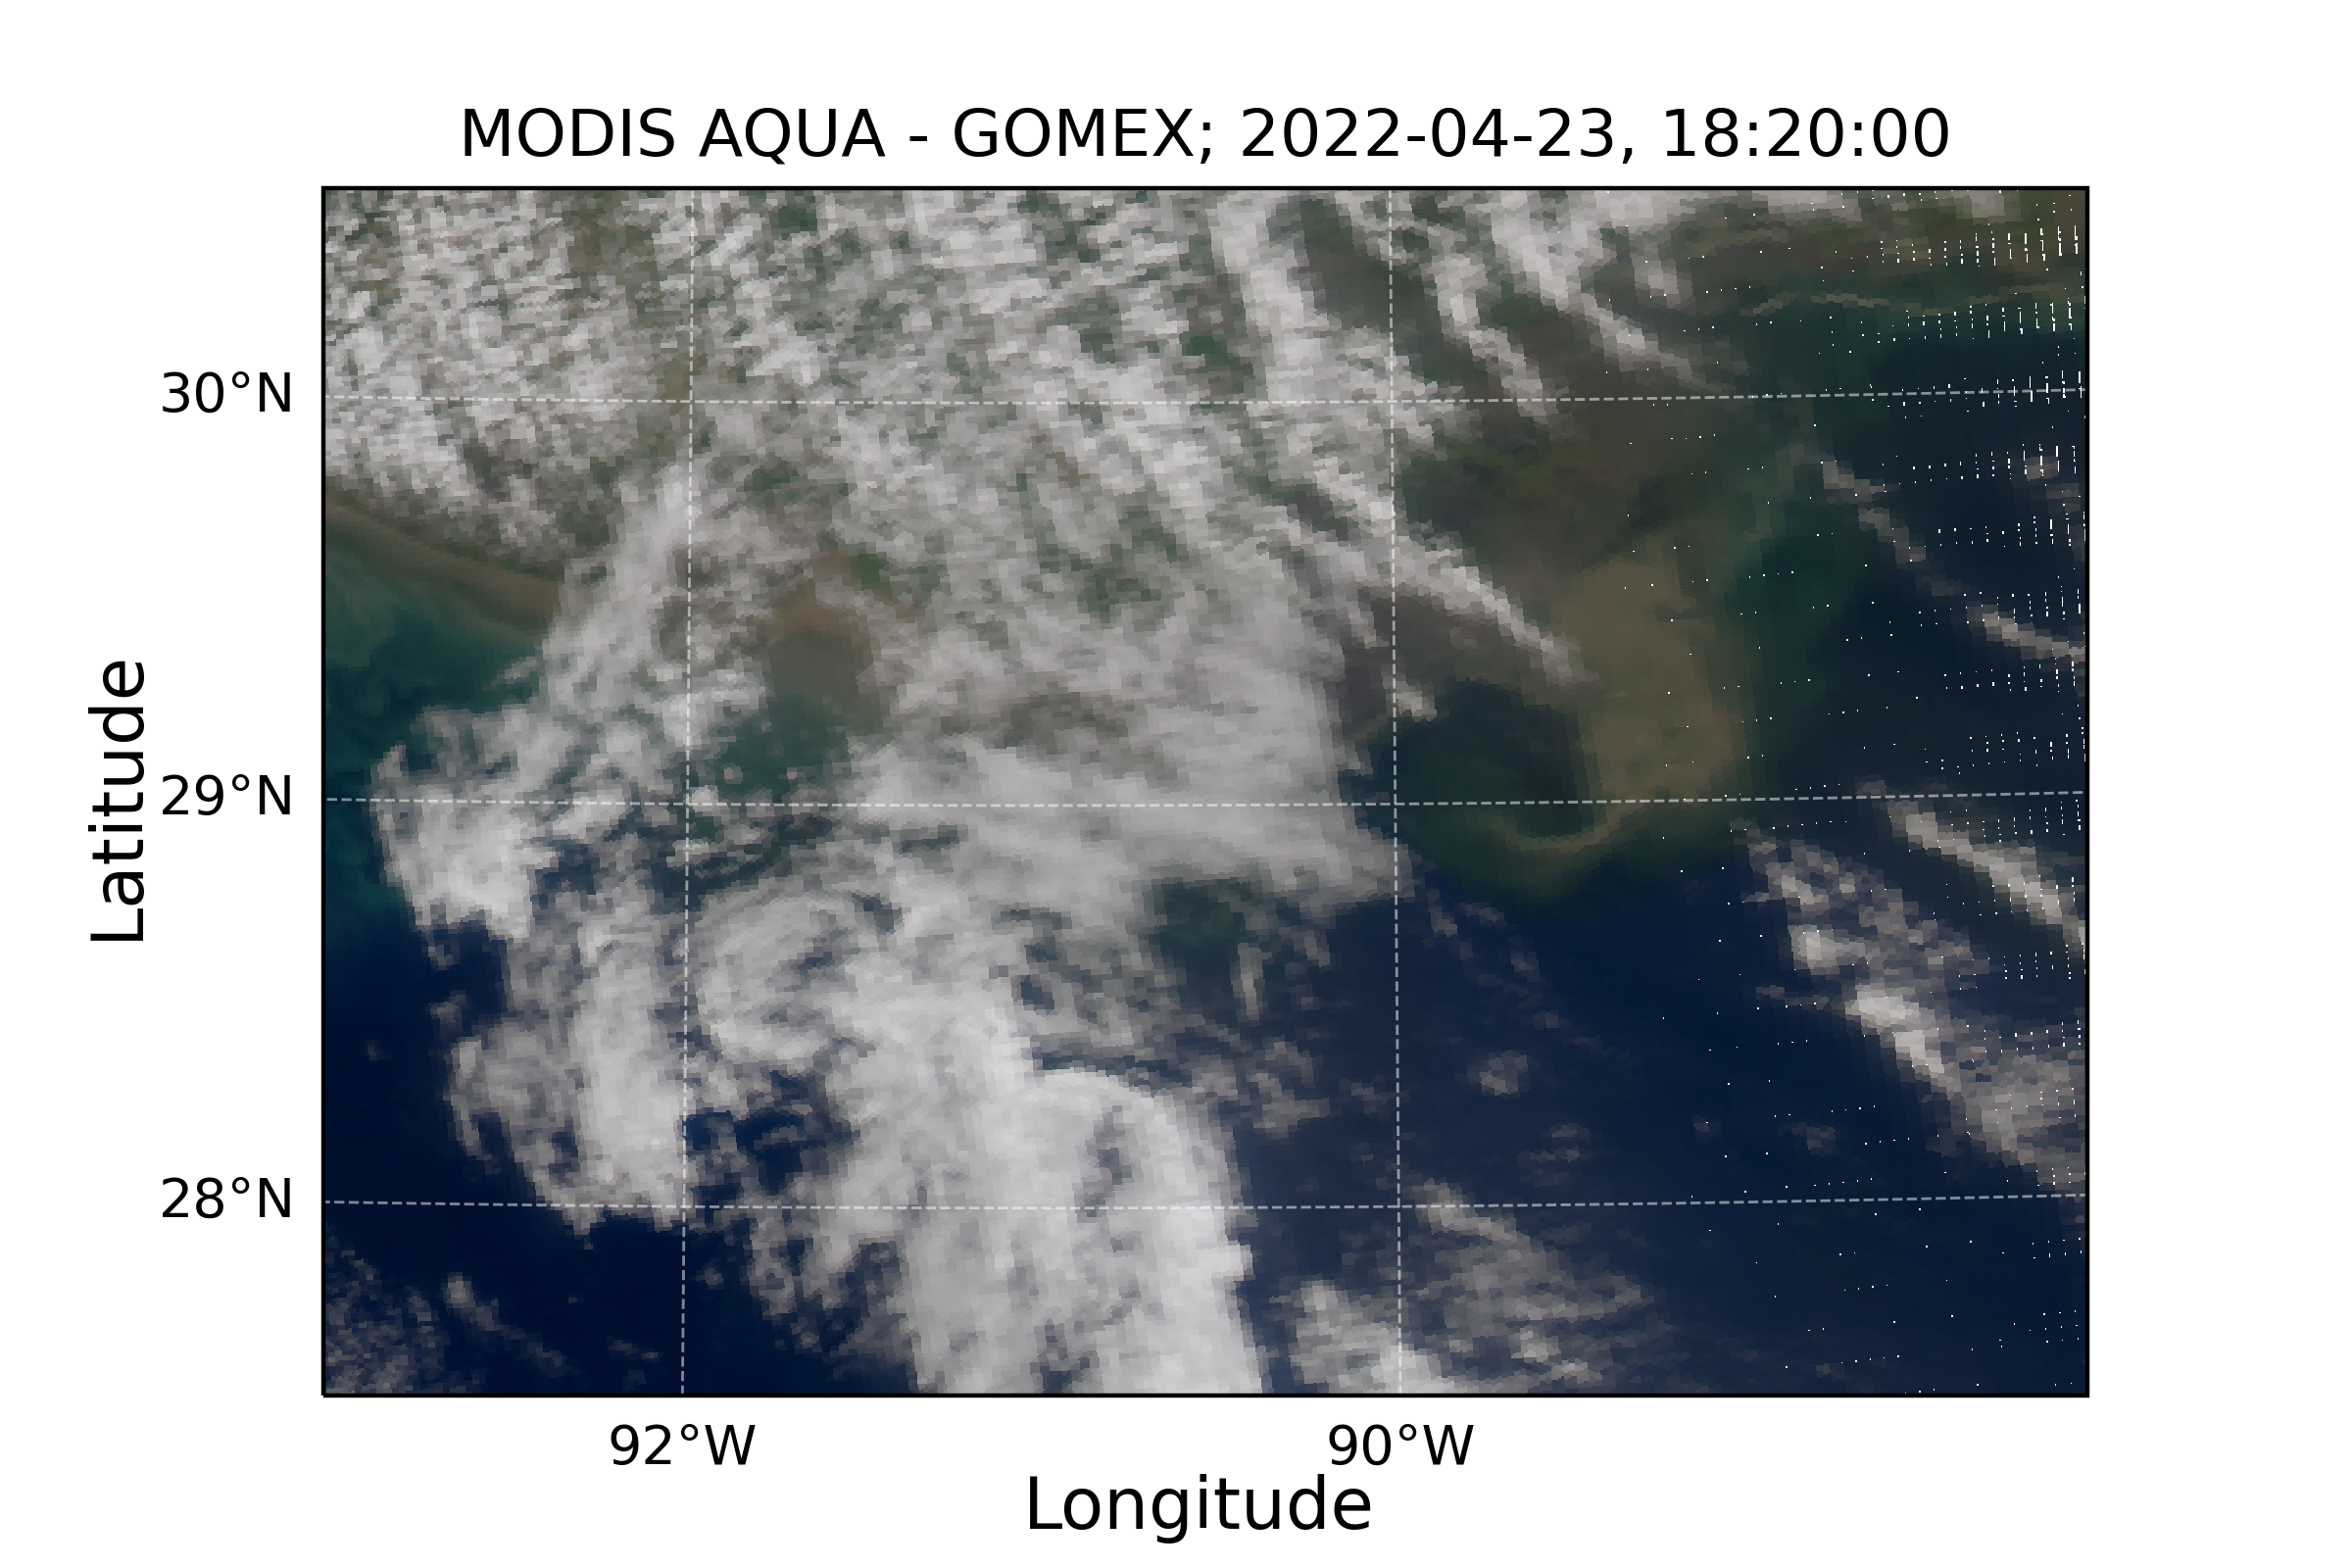 MODIS AQUA - GOMEX; 2022-04-23, 18:20:00
30°N
29°N
28°N
Latitude
92°W
90°W
Longitude